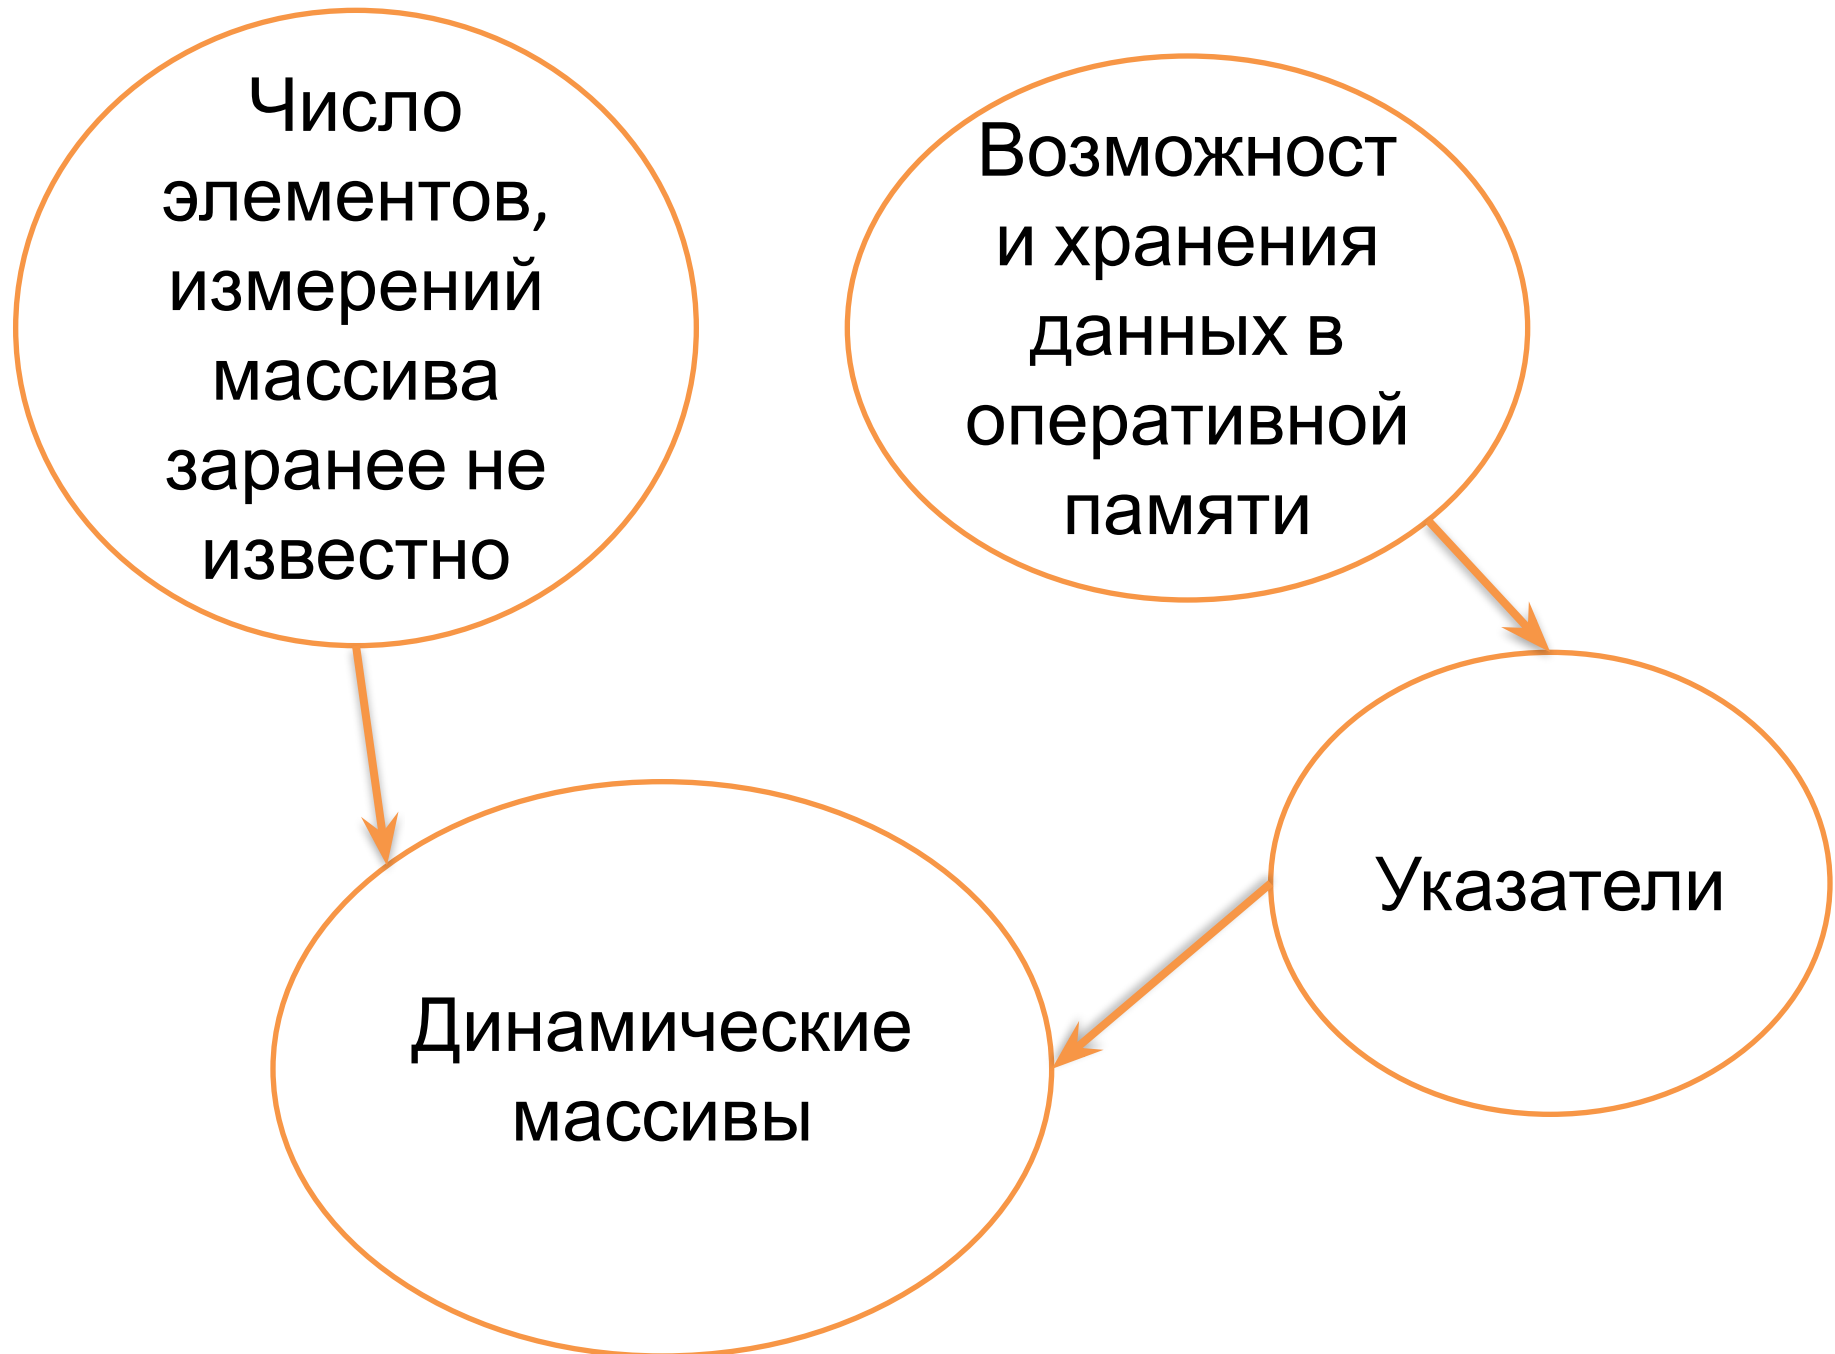 Число
элементов,
измерений
массива
заранее не
известно
Возможност
и хранения
данных в
оперативной
памяти
Указатели
Динамические
массивы